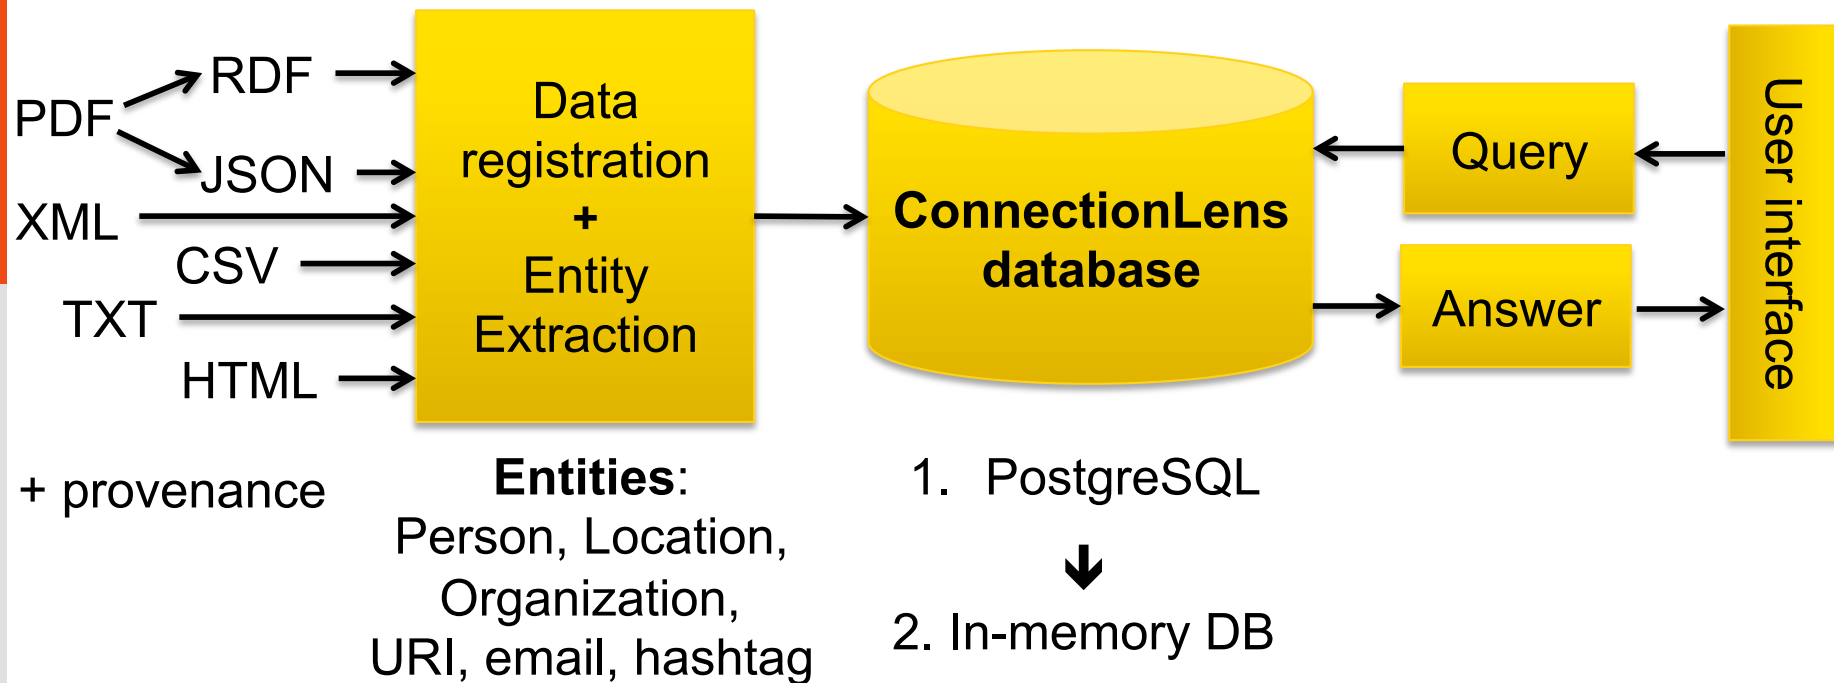 PDF
RDF
JSON
XML
CSV
TXT
HTML
+ provenance
Data
registration
+
Entity
Extraction
Entities:
Person, Location,
Organization,
URI, email, hashtag
ConnectionLens
database
1. PostgreSQL
2. In-memory DB
Query
Answer
User interface